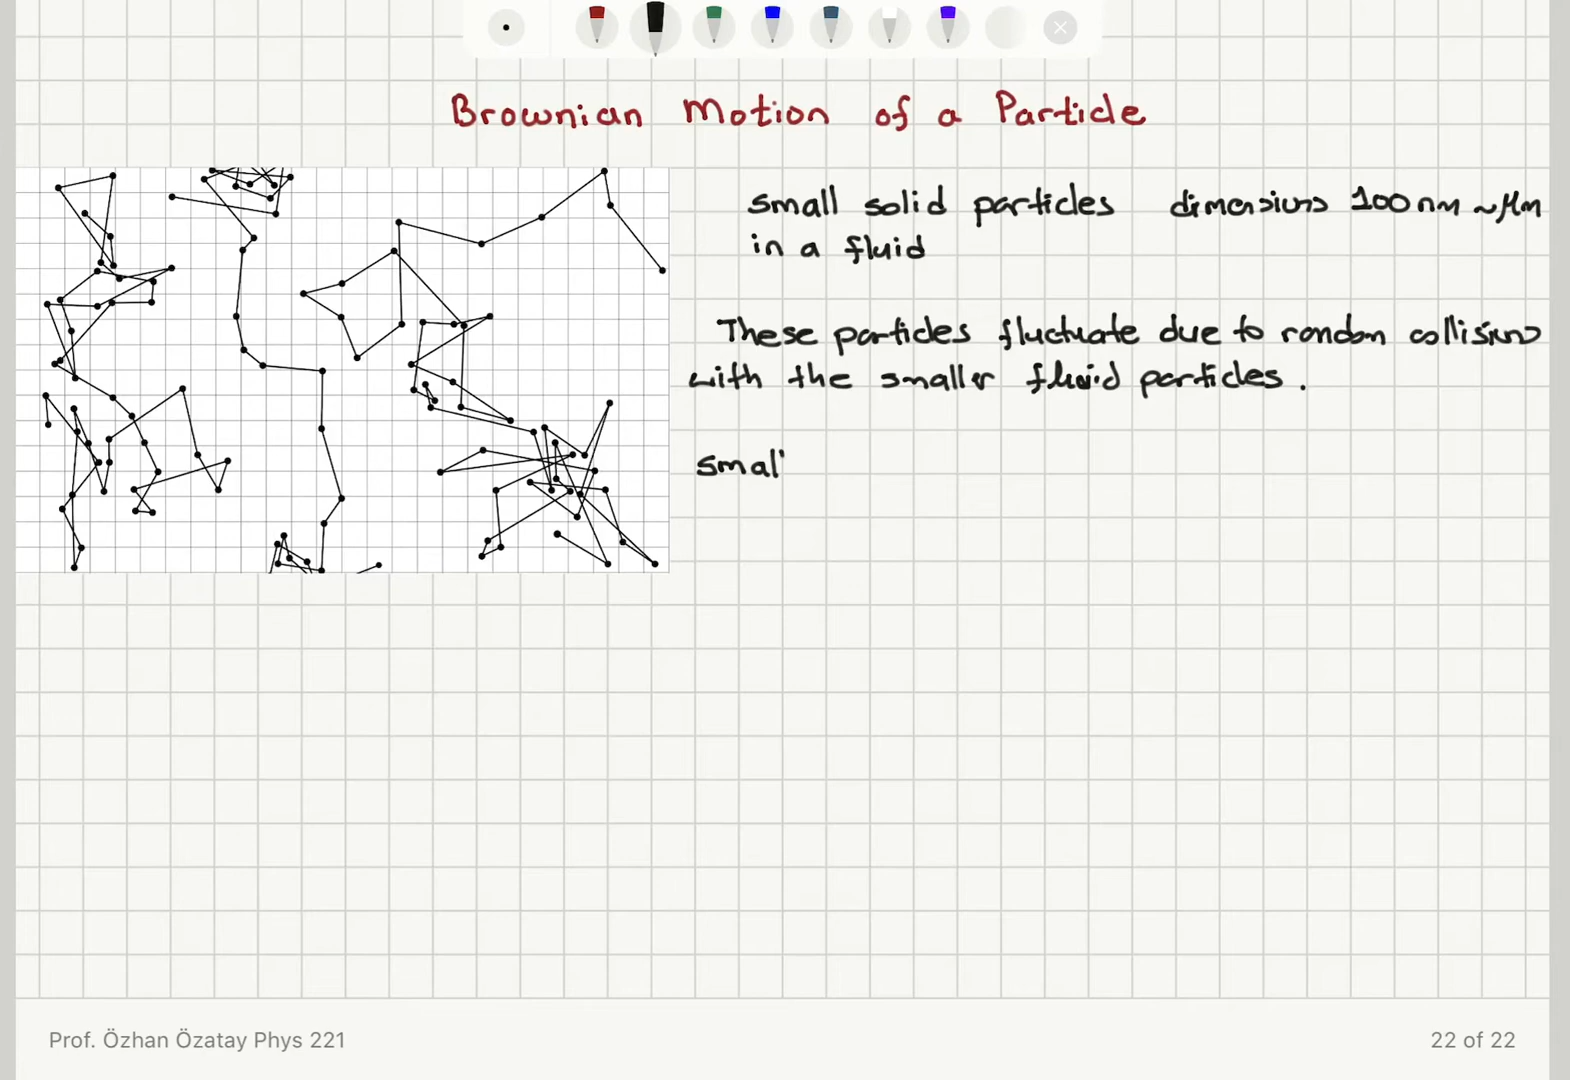 Brownian Motion of a Particle
Small solid particles dimensions 100 nm ~ μm
in a fluid
These particles fluctuate due to random collisions
with the smaller fluid particles.
smal
Prof. Özhan Özatay Phys 221
22 of 22